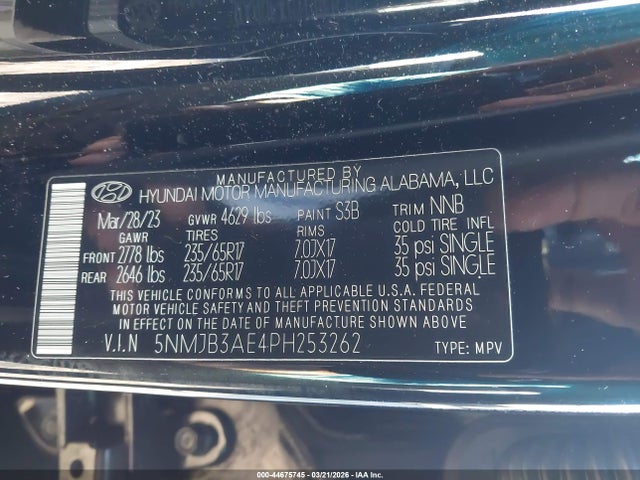 MANUFACTURED BY
HYUNDAI MOTOR MANUFACTURING ALABAMA, LLC
Mar/28/23 GVWR 4629 lbs PAINT S3B TRIM NNB
GAWR TIRES RIMS COLD TIRE INFL
FRONT 2778 lbs 235/65R17 7.0JX17 35 psi SINGLE
REAR 2646 lbs 235/65R17 7.0JX17 35 psi SINGLE
THIS VEHICLE CONFORMS TO ALL APPLICABLE U.S.A. FEDERAL
MOTOR VEHICLE SAFETY AND THEFT PREVENTION STANDARDS
IN EFFECT ON THE DATE OF MANUFACTURE SHOWN ABOVE.
V.I.N 5NMJB3AE4PH253262 TYPE: MPV
000-44675745 - 03/21/2026 - IAA Inc.